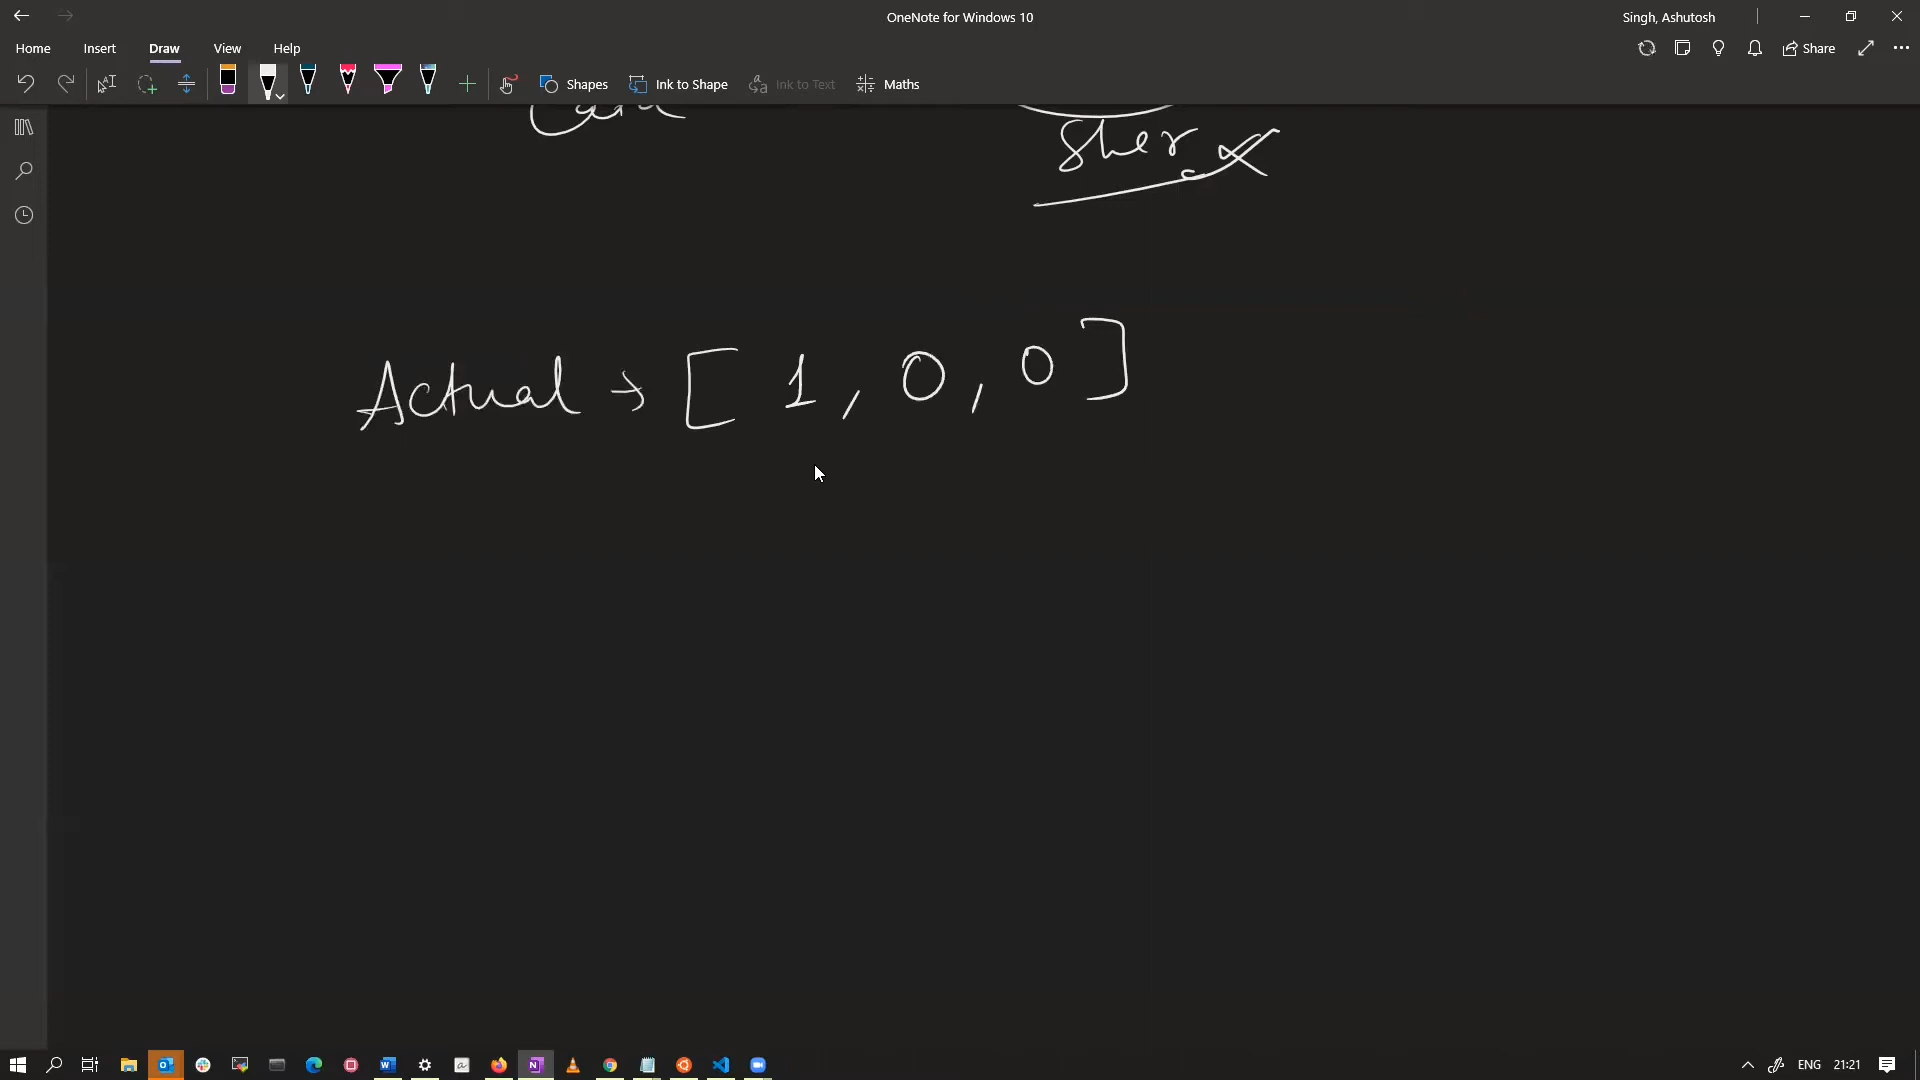 OneNote for Windows 10
Singh, Ashutosh
Home Insert Draw View Help
Share
Shapes Ink to Shape Ink to Text Maths
Sher
Actual → [ 1, 0, 0 ]
ENG 21:21